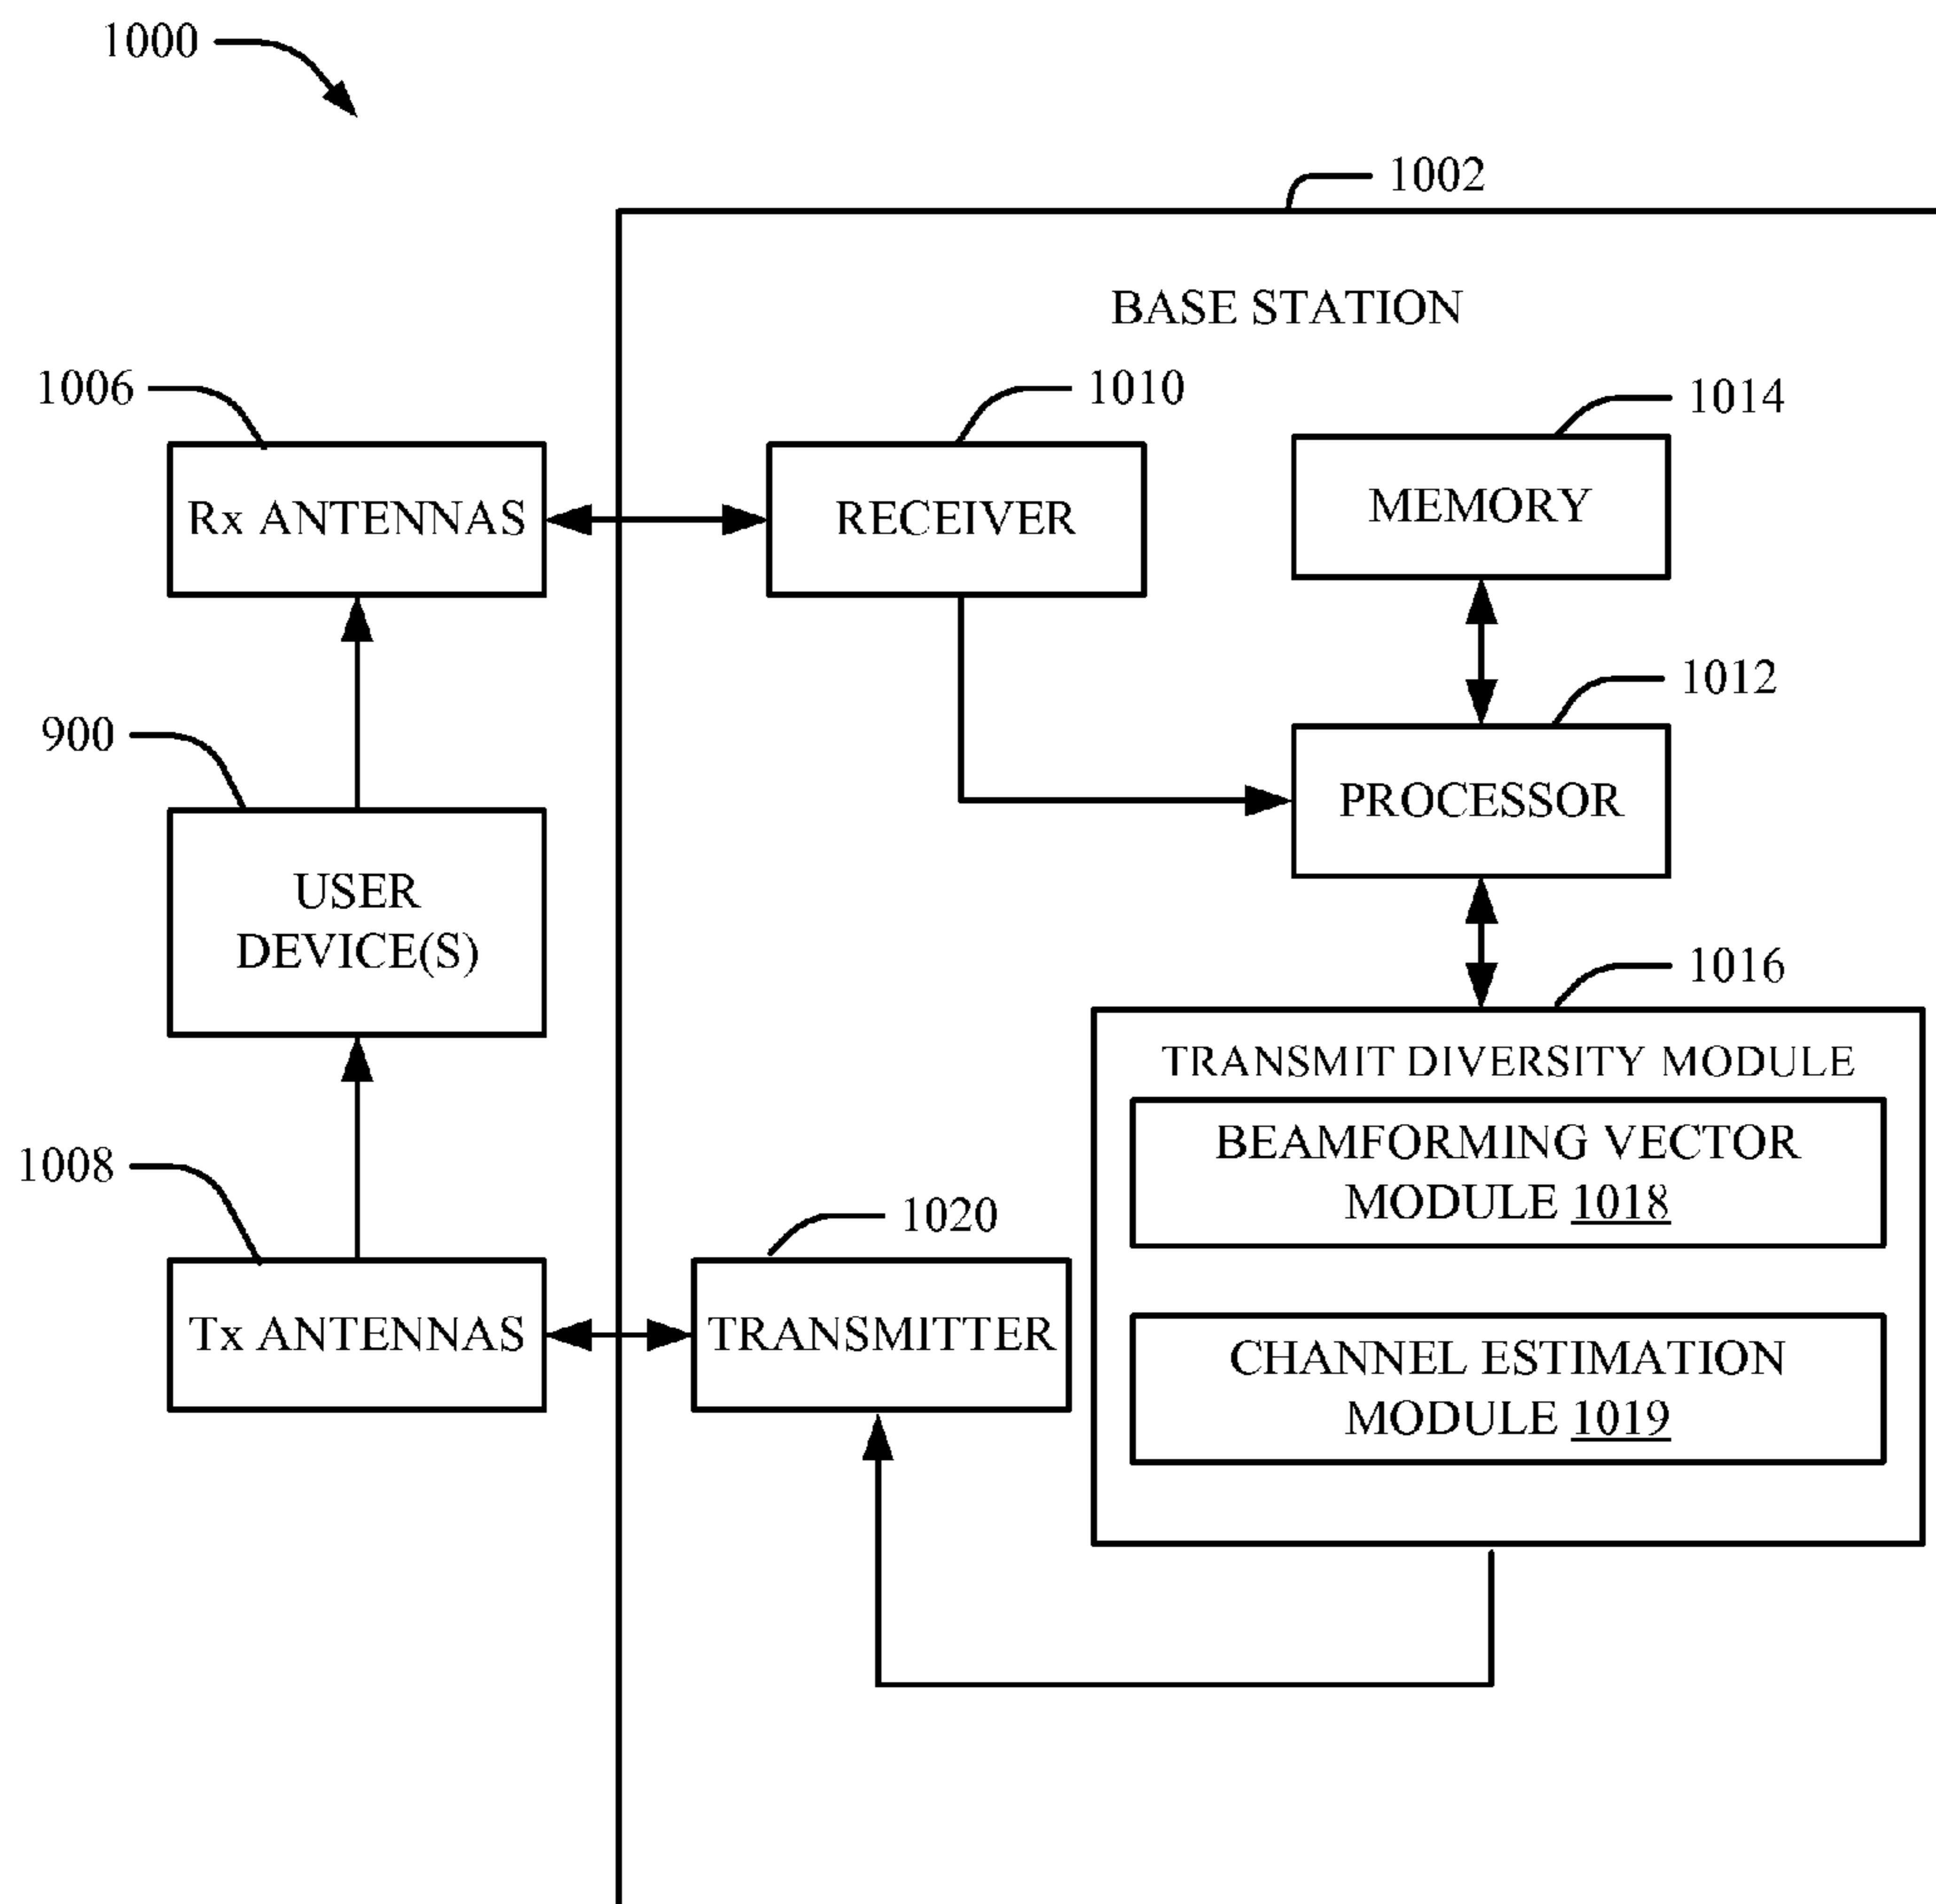 1000
1002
BASE STATION
1006
1010
1014
Rx ANTENNAS
RECEIVER
MEMORY
1012
900
PROCESSOR
USER
DEVICE(S)
1016
TRANSMIT DIVERSITY MODULE
BEAMFORMING VECTOR
MODULE 1018
1008
1020
Tx ANTENNAS
TRANSMITTER
CHANNEL ESTIMATION
MODULE 1019